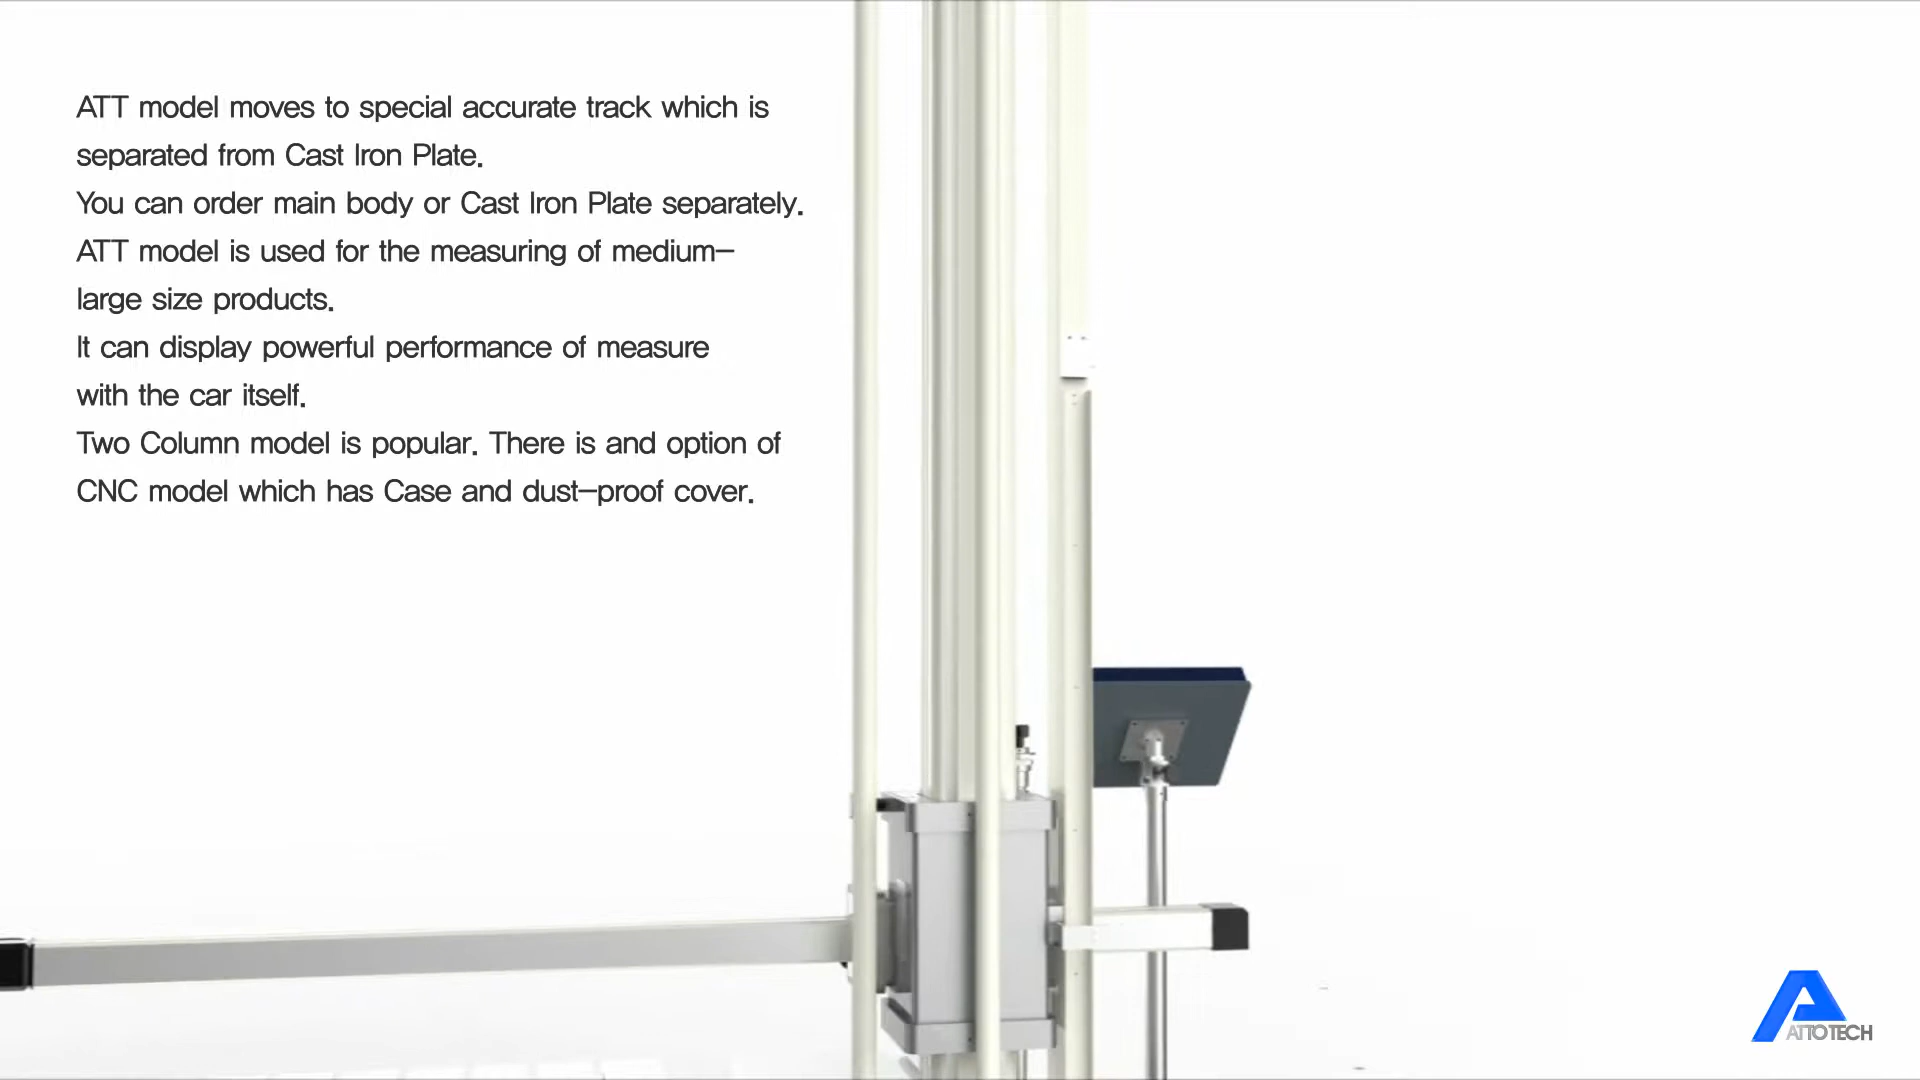 ATT model moves to special accurate track which is
separated from Cast Iron Plate.
You can order main body or Cast Iron Plate separately.
ATT model is used for the measuring of medium-
large size products.
It can display powerful performance of measure
with the car itself.
Two Column model is popular. There is and option of
CNC model which has Case and dust-proof cover.
ATTOTECH